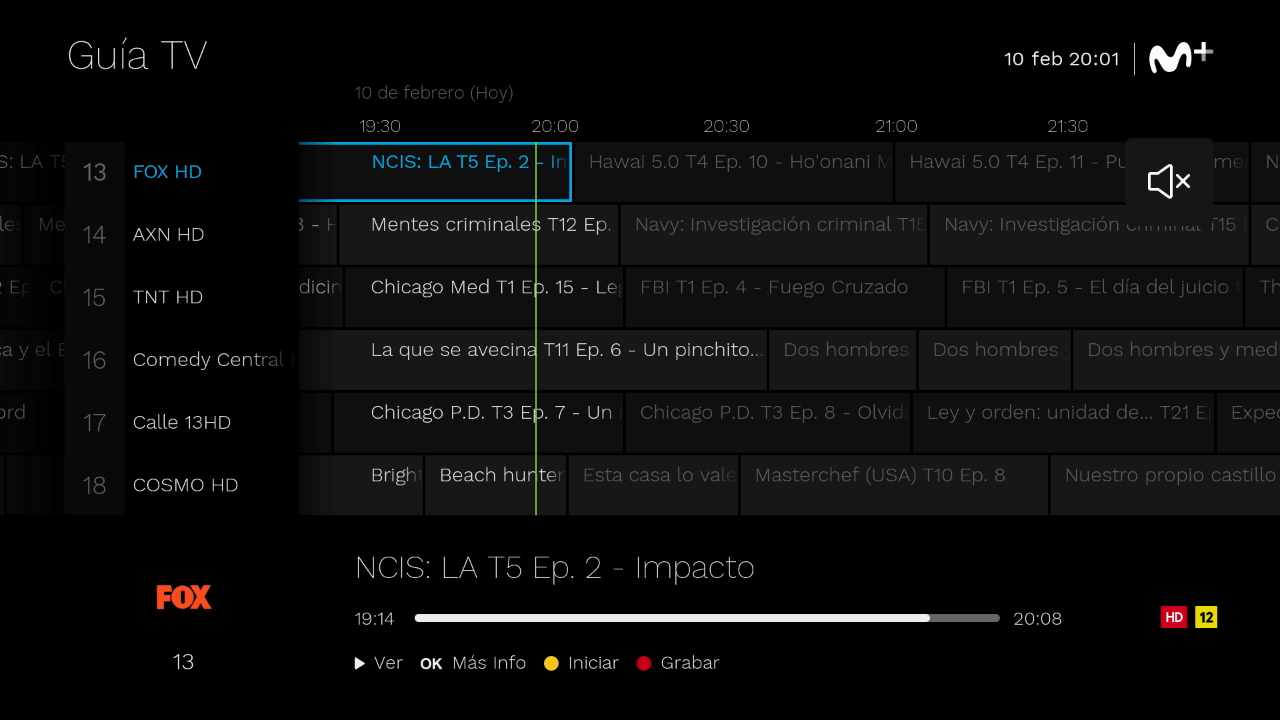 Guía TV
10 feb 20:01
10 de febrero (Hoy)
19:30 20:00 20:30 21:00 21:30
S: LA T5 13 FOX HD NCIS: LA T5 Ep. 2 - Im Hawai 5.0 T4 Ep. 10 - Ho'onani M Hawai 5.0 T4 Ep. 11 - Pu
14 AXN HD Mentes criminales T12 Ep. Navy: Investigación criminal T15 Navy: Investigación criminal T15
15 TNT HD dicin Chicago Med T1 Ep. 15 - Le FBI T1 Ep. 4 - Fuego Cruzado FBI T1 Ep. 5 - El día del juicio
ca y el E 16 Comedy Central La que se avecina T11 Ep. 6 - Un pinchito... Dos hombres Dos hombres y Dos hombres y med
ord 17 Calle 13HD Chicago P.D. T3 Ep. 7 - Un Chicago P.D. T3 Ep. 8 - Olvid Ley y orden: unidad de... T21 E Exped
18 COSMO HD Brigh Beach hunter Esta casa lo vale Masterchef (USA) T10 Ep. 8 Nuestro propio castillo
NCIS: LA T5 Ep. 2 - Impacto
FOX
19:14 20:08 HD 12
13
Ver OK Más Info Iniciar Grabar